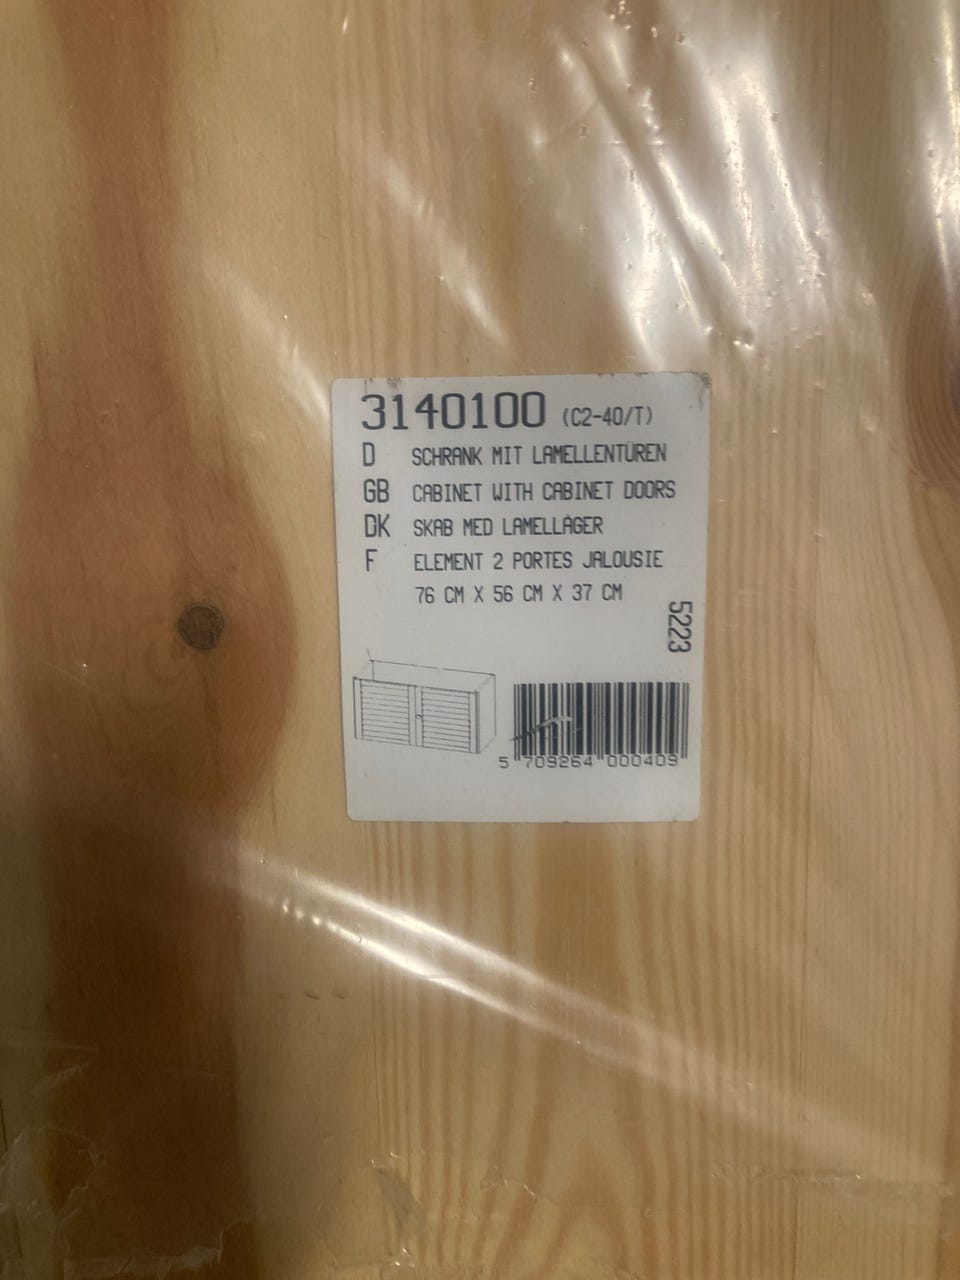 3140100 (C2-40/T)
D SCHRANK MIT LAMELLENTÜREN
GB CABINET WITH CABINET DOORS
DK SKAB MED LAMELLÅGER
F ELEMENT 2 PORTES JALOUSIE
76 CM X 56 CM X 37 CM
5223
5 709264 000409